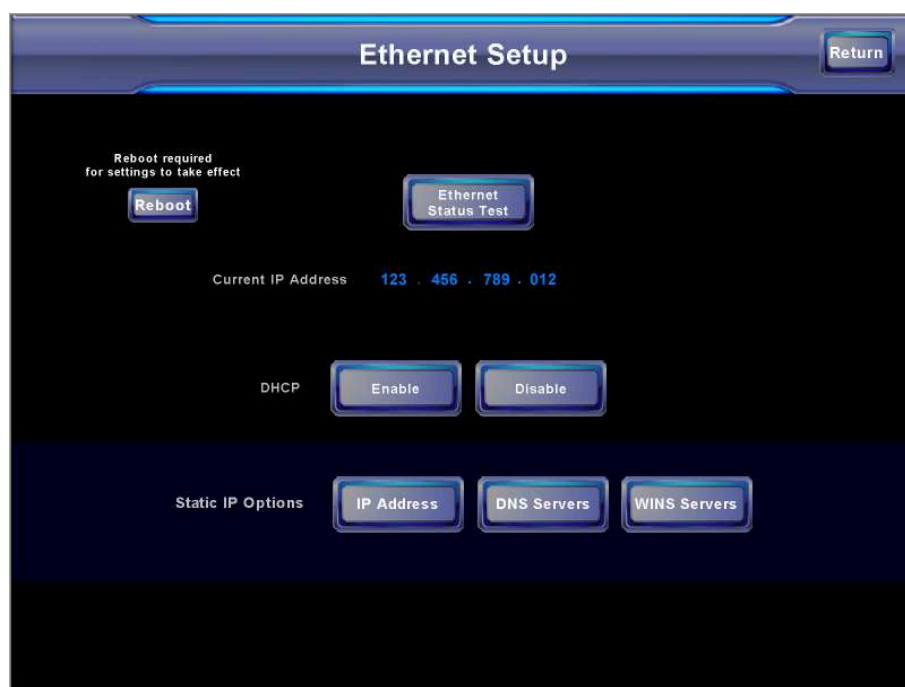 Ethernet Setup
Return
Reboot required
for settings to take effect
Reboot
Ethernet
Status Test
Current IP Address 123 . 456 . 789 . 012
DHCP Enable Disable
Static IP Options IP Address DNS Servers WINS Servers